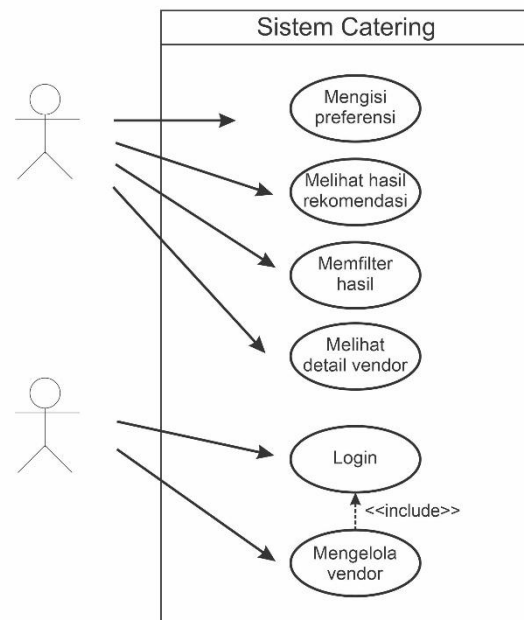 Sistem Catering
Mengisi
preferensi
Melihat hasil
rekomendasi
Memfilter
hasil
Melihat
detail vendor
Login
<<include>>
Mengelola
vendor